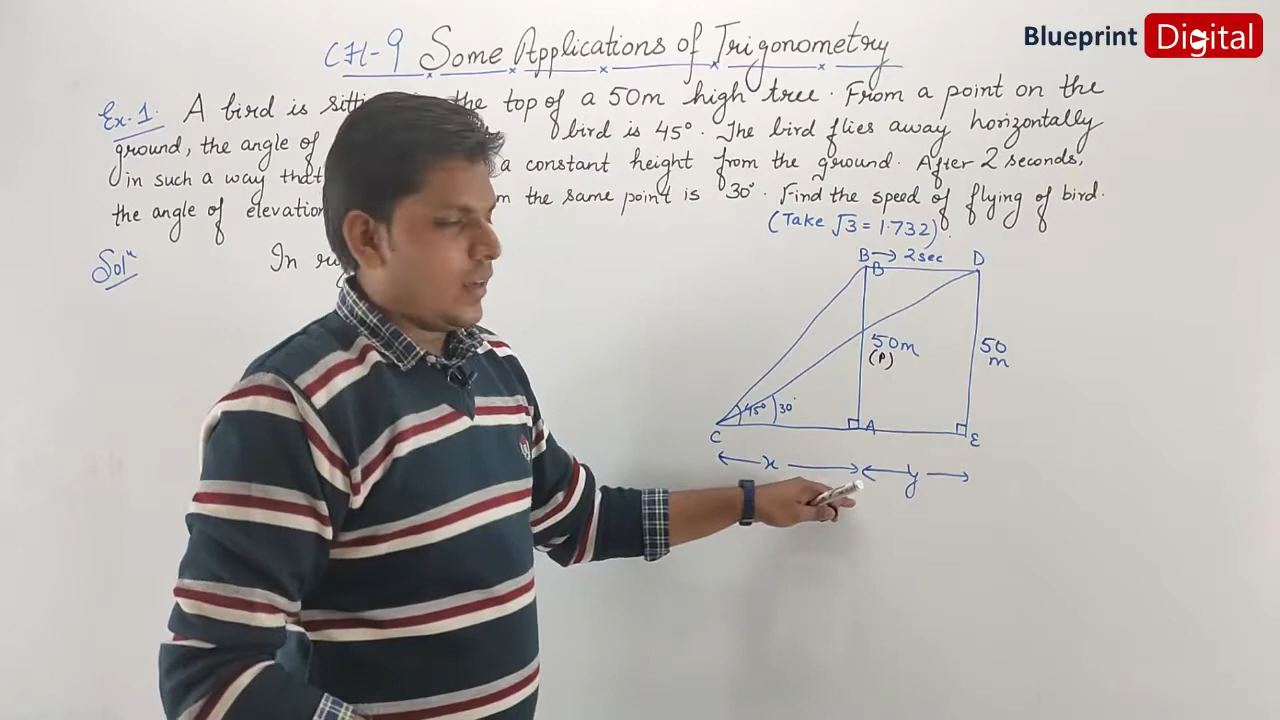 Blueprint Digital
CH-9 Some Applications of Trigonometry
Ex.1. A bird is the top of a 50m high tree. From a point on the
ground, the angle of bird is 45°. The bird flies away horizontally
in such a way that a constant height from the ground. After 2 seconds,
the angle of elevation the same point is 30°. Find the speed of flying of bird.
(Take √3 = 1.732).
Solⁿ In
B B → 2sec D
50m 50
(P) m
45° 30°
C A E
x y